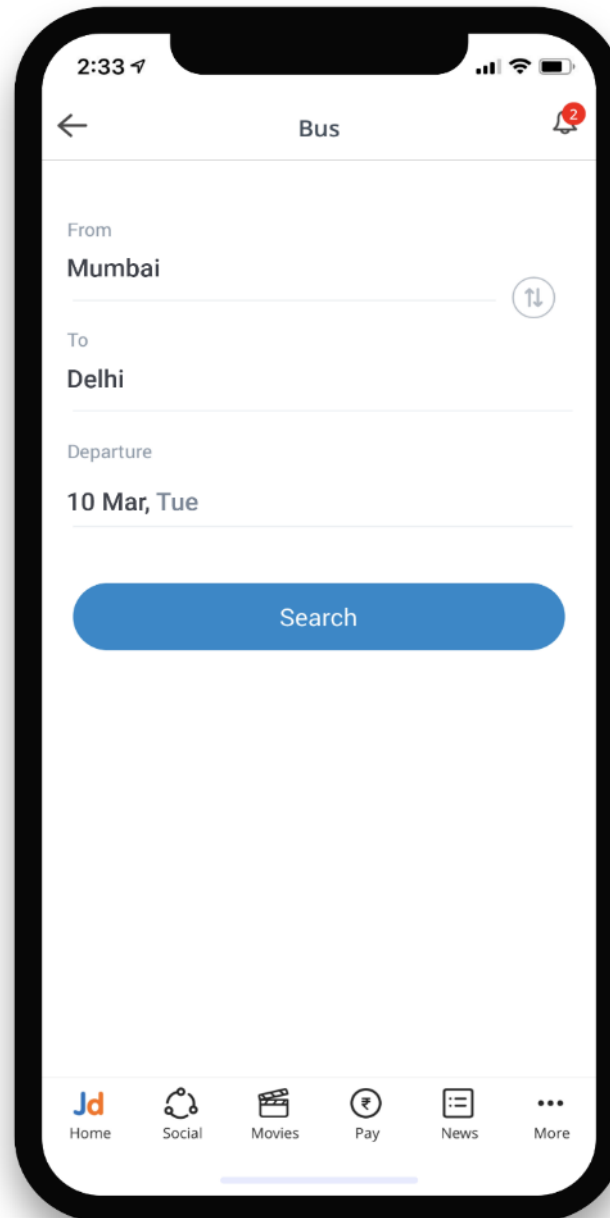 2:33
Bus
2
From
Mumbai
To
Delhi
Departure
10 Mar, Tue
Search
Jd
Home Social Movies Pay News More